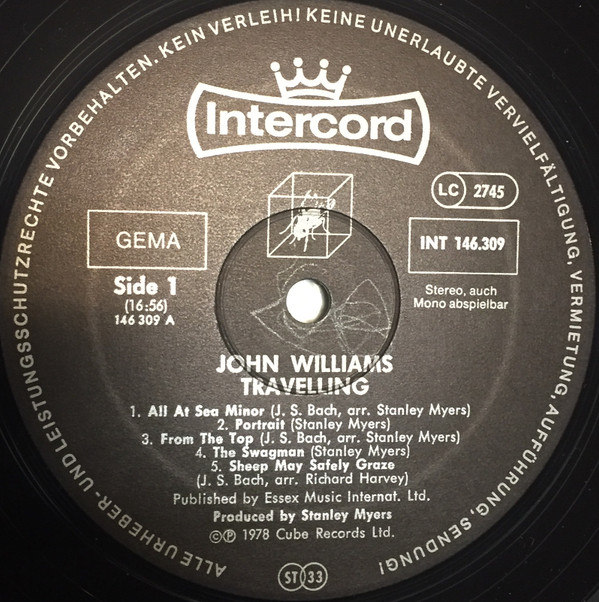 ALLE URHEBER- UND LEISTUNGSSCHUTZRECHTE VORBEHALTEN. KEIN VERLEIH! KEINE UNERLAUBTE VERVIELFÄLTIGUNG, VERMIETUNG, AUFFÜHRUNG, SENDUNG!
Intercord
LC 2745
GEMA
INT 146.309
Side 1
(16:56)
146 309 A
Stereo, auch
Mono abspielbar
JOHN WILLIAMS
TRAVELLING
1. All At Sea Minor (J. S. Bach, arr. Stanley Myers)
2. Portrait (Stanley Myers)
3. From The Top (J. S. Bach, arr. Stanley Myers)
4. The Swagman (Stanley Myers)
5. Sheep May Safely Graze
(J. S. Bach, arr. Richard Harvey)
Published by Essex Music Internat. Ltd.
Produced by Stanley Myers
©℗ 1978 Cube Records Ltd.
ST 33